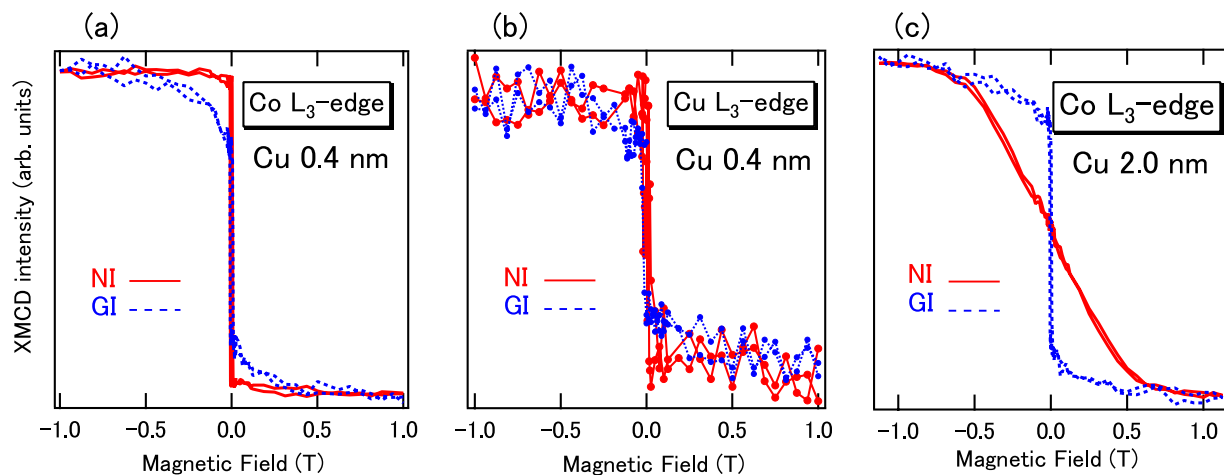 (a)
(b)
(c)
XMCD intensity (arb. units)
Co L3-edge
Cu 0.4 nm
NI
GI
-1.0 -0.5 0.0 0.5 1.0
Magnetic Field (T)
Cu L3-edge
Cu 0.4 nm
NI
GI
-1.0 -0.5 0.0 0.5 1.0
Magnetic Field (T)
Co L3-edge
Cu 2.0 nm
NI
GI
-1.0 -0.5 0.0 0.5 1.0
Magnetic Field (T)